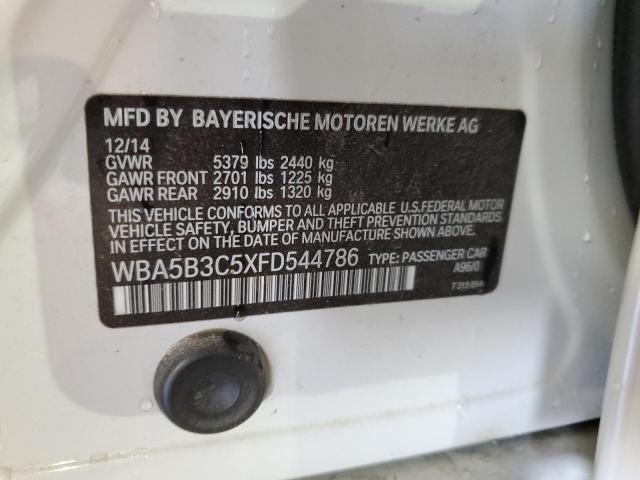 MFD BY BAYERISCHE MOTOREN WERKE AG
12/14
GVWR 5379 lbs 2440 kg
GAWR FRONT 2701 lbs 1225 kg
GAWR REAR 2910 lbs 1320 kg
THIS VEHICLE CONFORMS TO ALL APPLICABLE U.S.FEDERAL MOTOR
VEHICLE SAFETY, BUMPER AND THEFT PREVENTION STANDARDS
IN EFFECT ON THE DATE OF MANUFACTURE SHOWN ABOVE.
WBA5B3C5XFD544786 TYPE: PASSENGER CAR
A96/0